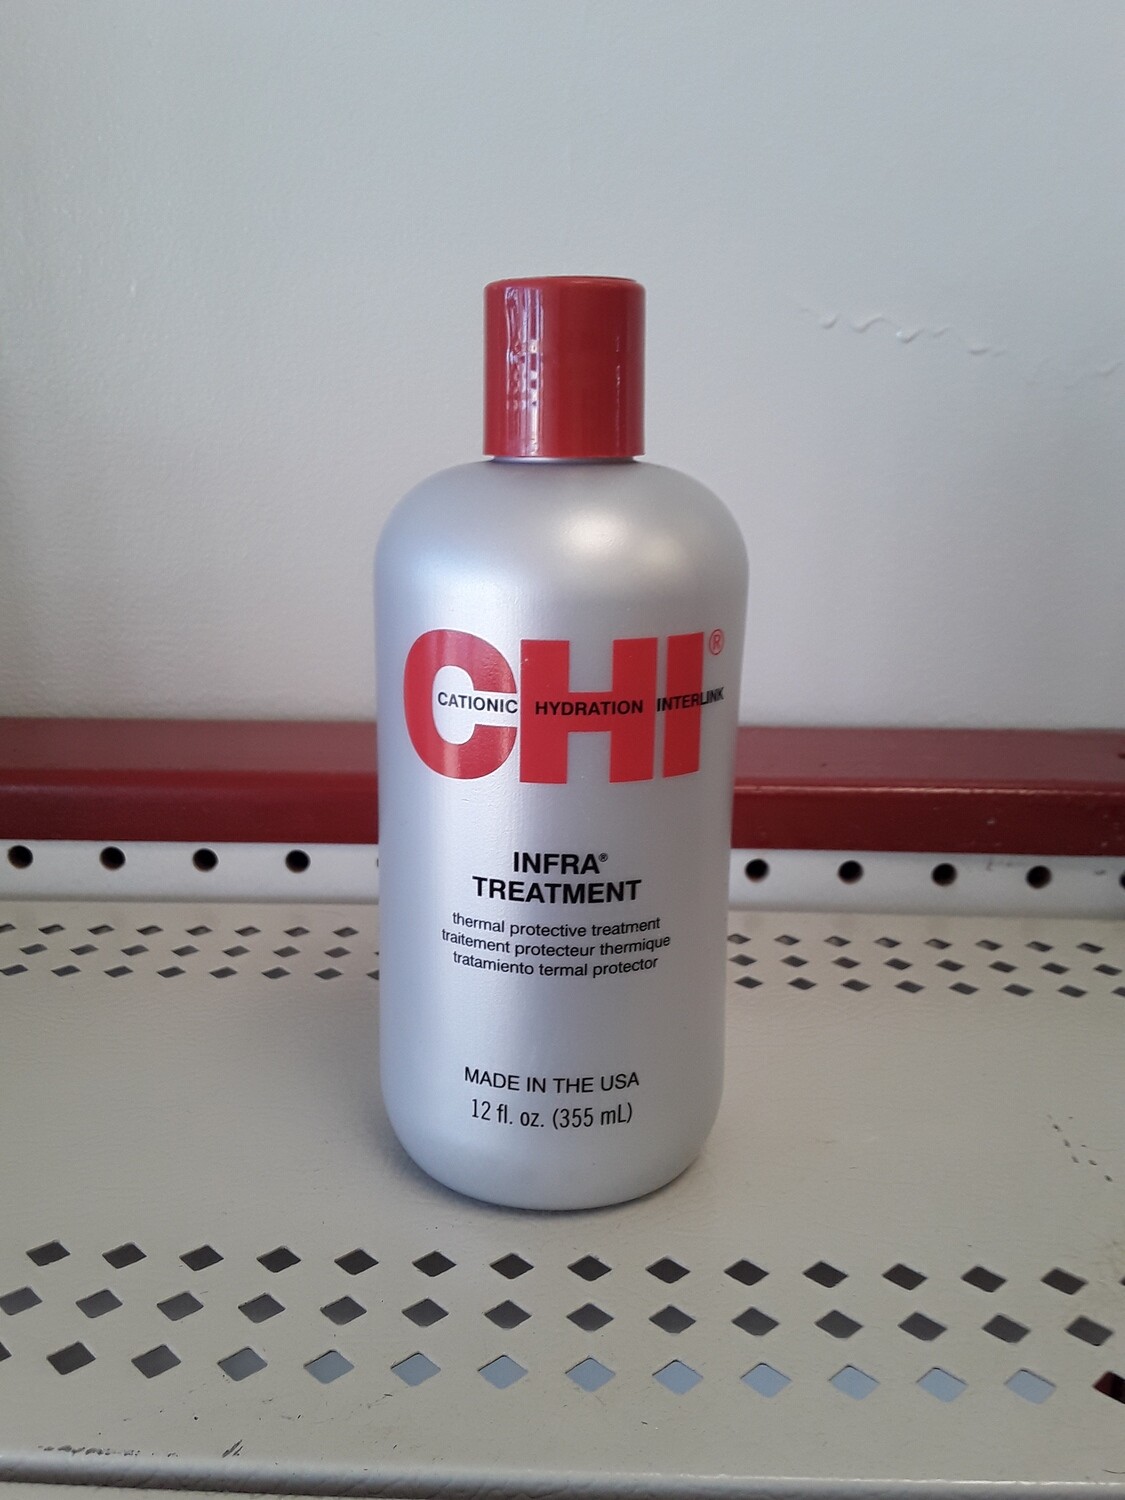 CHI®
CATIONIC HYDRATION INTERLINK
INFRA®
TREATMENT
thermal protective treatment
traitement protecteur thermique
tratamiento termal protector
MADE IN THE USA
12 fl. oz. (355 mL)